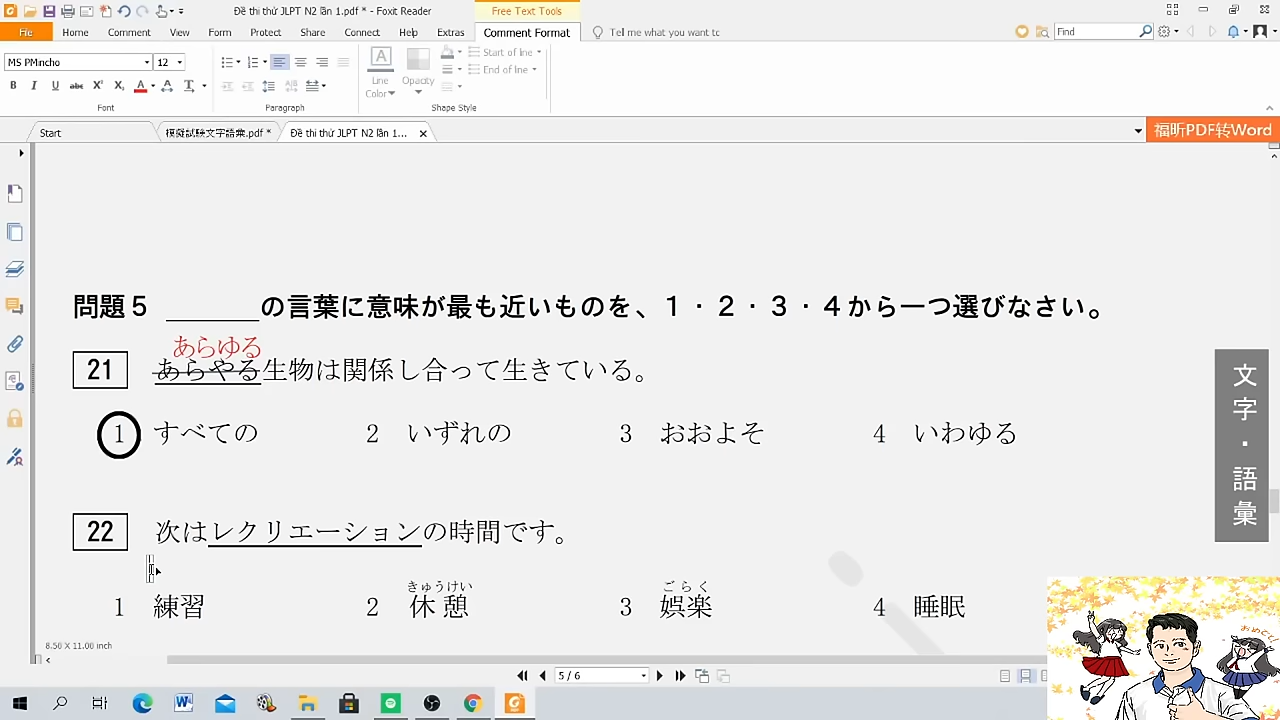 Đề thi thử JLPT N2 lần 1.pdf * - Foxit Reader
Free Text Tools
File Home Comment View Form Protect Share Connect Help Extras Comment Format Tell me what you want to Find
MS PMincho 12
Start of line
End of line
Line Color
Opacity
Font Paragraph Shape Style
Start 模擬試験文字語彙.pdf * Đề thi thử JLPT N2 lần 1... 福昕PDF转Word
問題５ ______の言葉に意味が最も近いものを、１・２・３・４から一つ選びなさい。
あらゆる
21 あらやる生物は関係し合って生きている。
1 すべての 2 いずれの 3 おおよそ 4 いわゆる
文字・語彙
22 次はレクリエーションの時間です。
きゅうけい ごらく
1 練習 2 休憩 3 娯楽 4 睡眠
8.50 X 11.00 inch
5 / 6